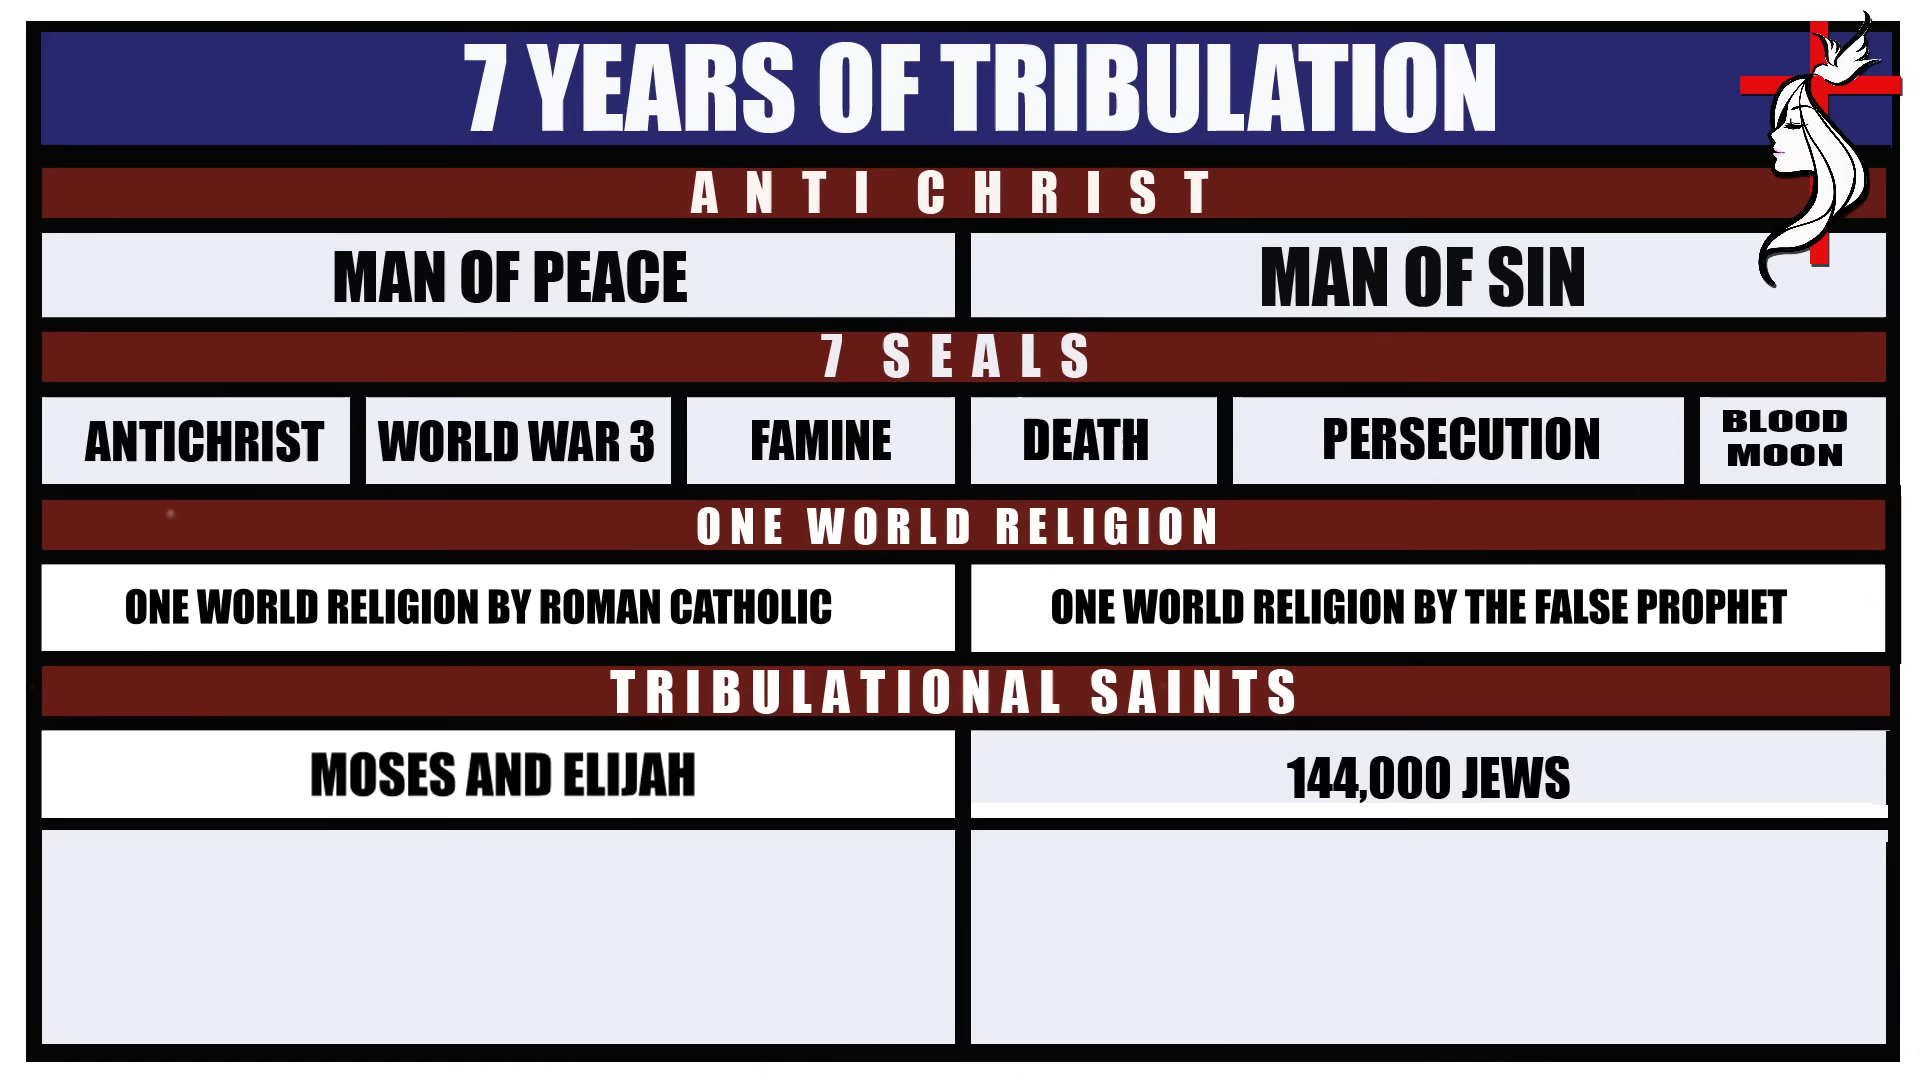 7 YEARS OF TRIBULATION
ANTI CHRIST
MAN OF PEACE
MAN OF SIN
7 SEALS
ANTICHRIST
WORLD WAR 3
FAMINE
DEATH
PERSECUTION
BLOOD
MOON
ONE WORLD RELIGION
ONE WORLD RELIGION BY ROMAN CATHOLIC
ONE WORLD RELIGION BY THE FALSE PROPHET
TRIBULATIONAL SAINTS
MOSES AND ELIJAH
144,000 JEWS